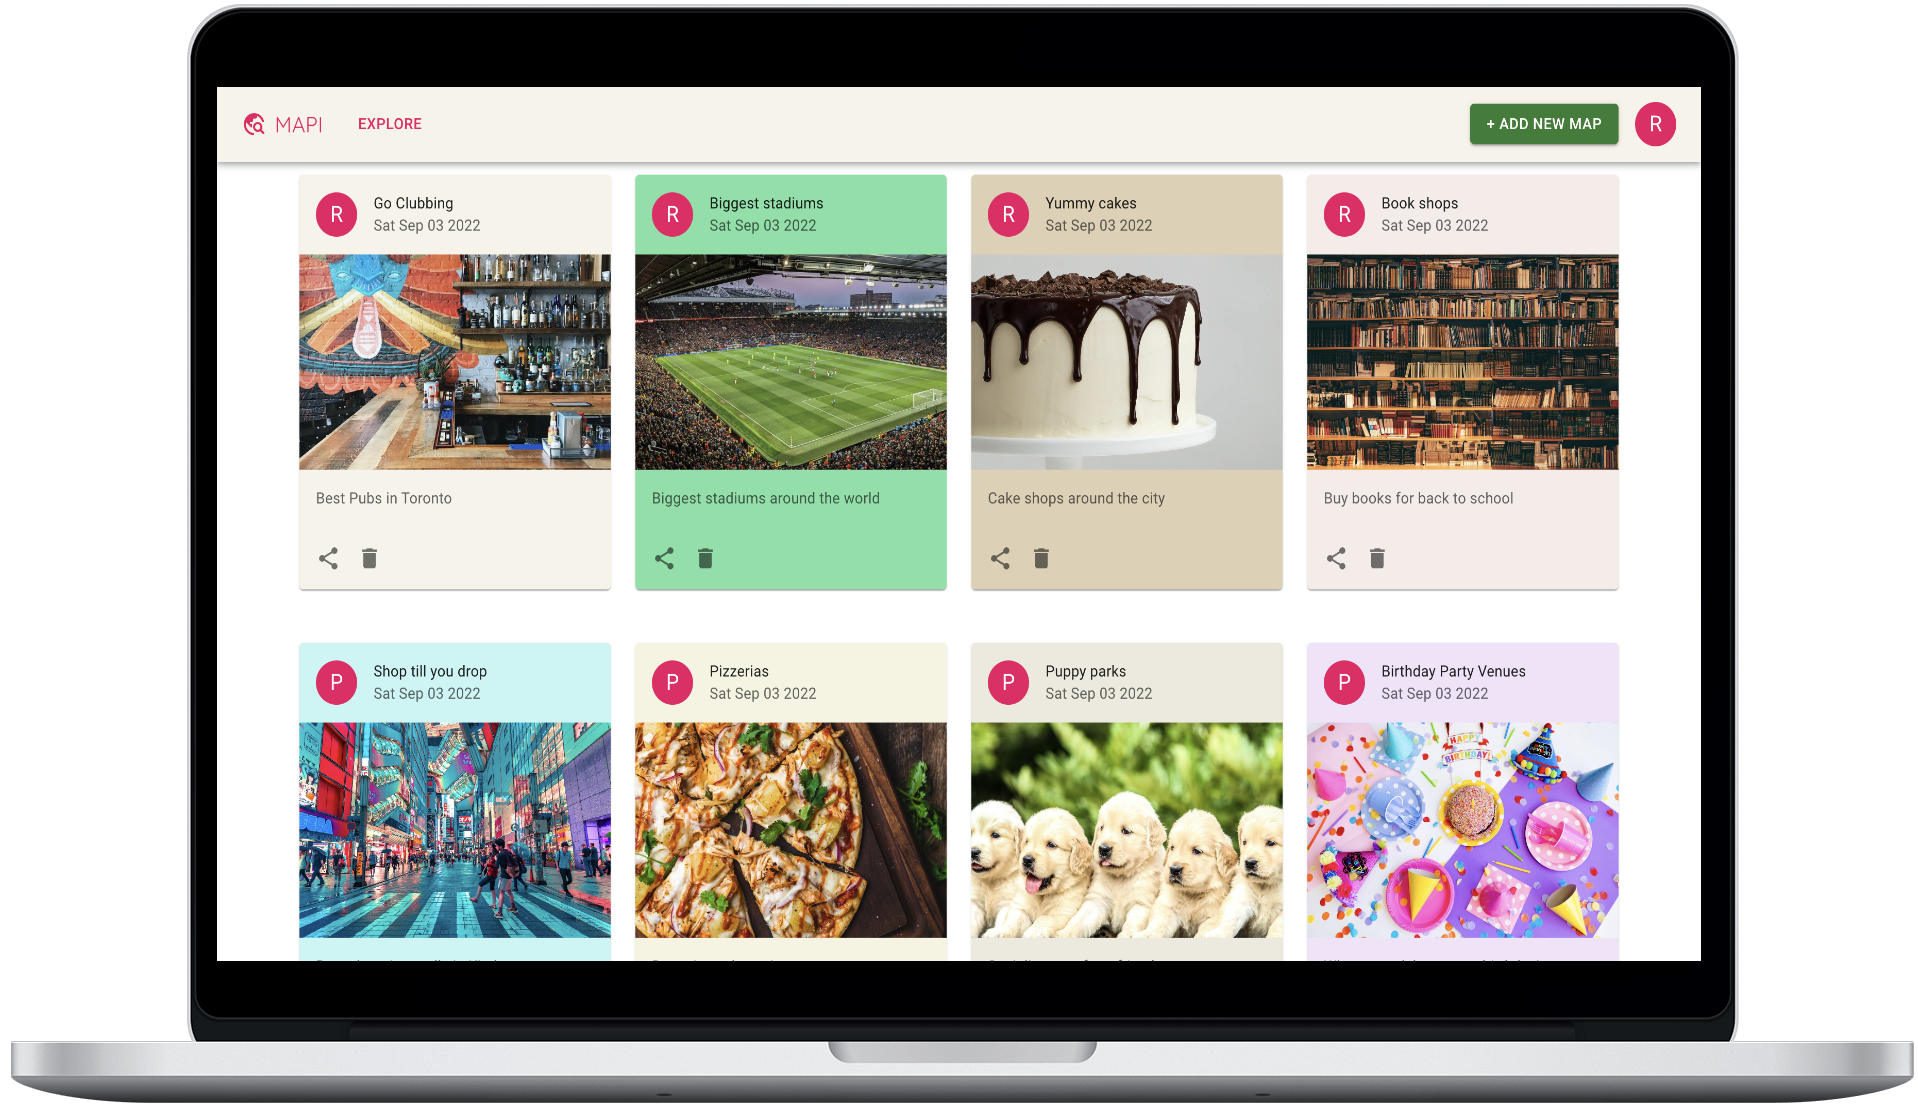 MAPI
EXPLORE
+ ADD NEW MAP
R
R
Go Clubbing
Sat Sep 03 2022
R
Biggest stadiums
Sat Sep 03 2022
R
Yummy cakes
Sat Sep 03 2022
R
Book shops
Sat Sep 03 2022
Best Pubs in Toronto
Biggest stadiums around the world
Cake shops around the city
Buy books for back to school
P
Shop till you drop
Sat Sep 03 2022
P
Pizzerias
Sat Sep 03 2022
P
Puppy parks
Sat Sep 03 2022
P
Birthday Party Venues
Sat Sep 03 2022
HAPPY
BIRTHDAY!